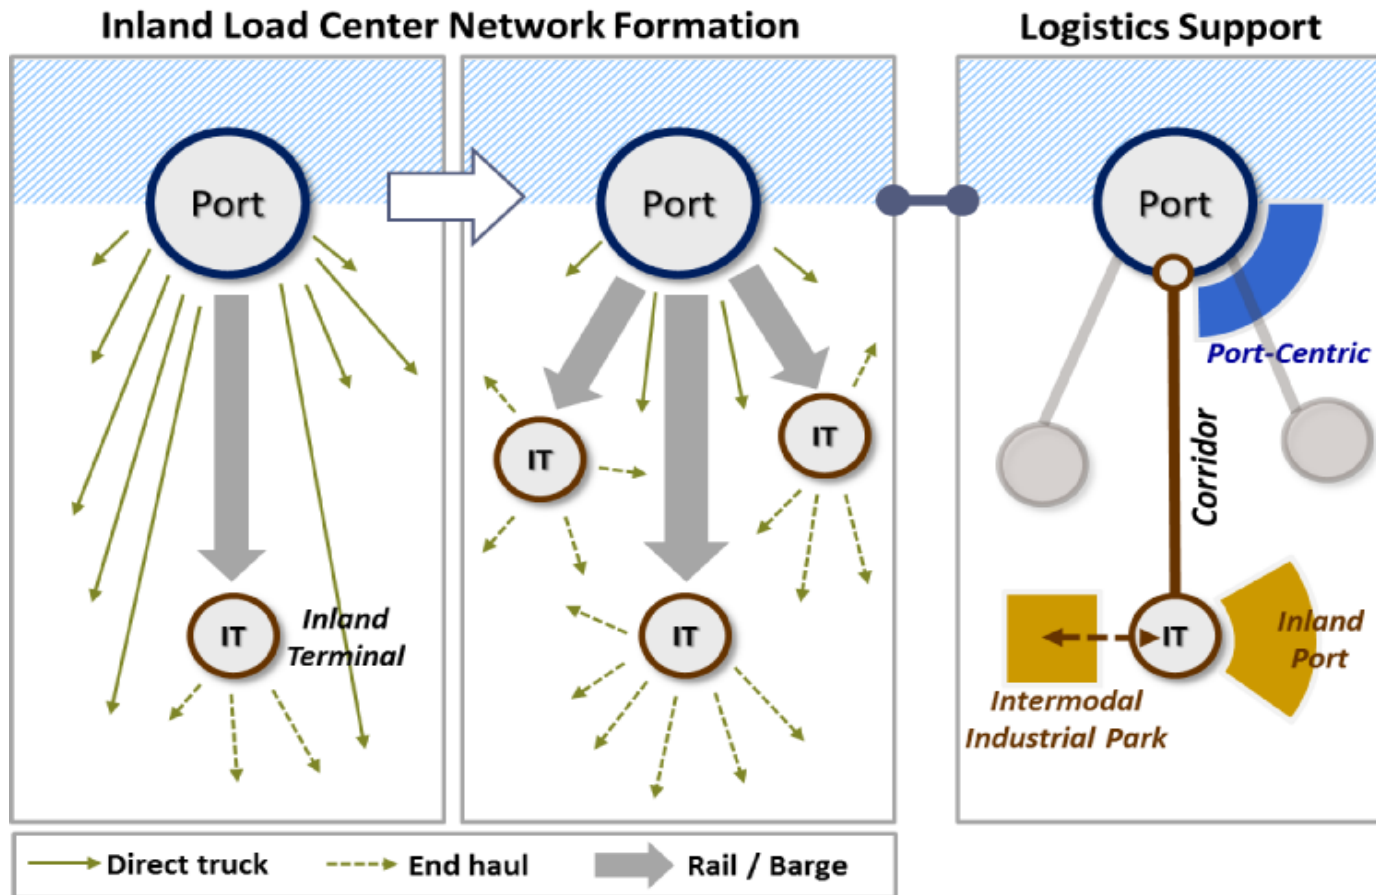 Inland Load Center Network Formation
Logistics Support
Port
IT
Inland
Terminal
Port
IT
IT
IT
Port
Port-Centric
Corridor
IT
Inland
Port
Intermodal
Industrial Park
Direct truck
End haul
Rail / Barge